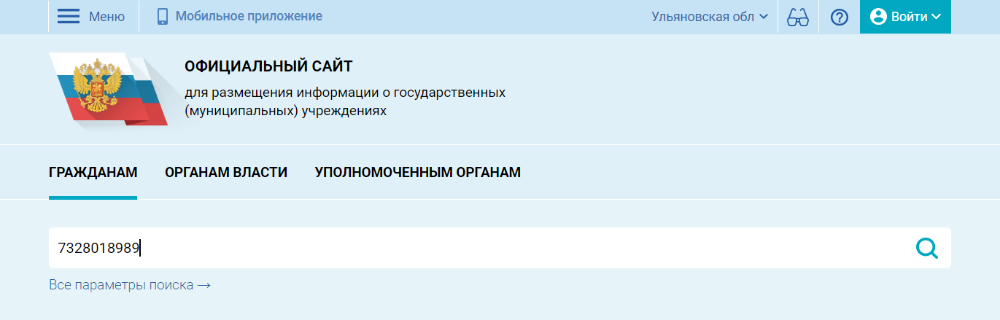 Меню
Мобильное приложение
Ульяновская обл
Войти
ОФИЦИАЛЬНЫЙ САЙТ
для размещения информации о государственных
(муниципальных) учреждениях
ГРАЖДАНАМ ОРГАНАМ ВЛАСТИ УПОЛНОМОЧЕННЫМ ОРГАНАМ
7328018989
Все параметры поиска →